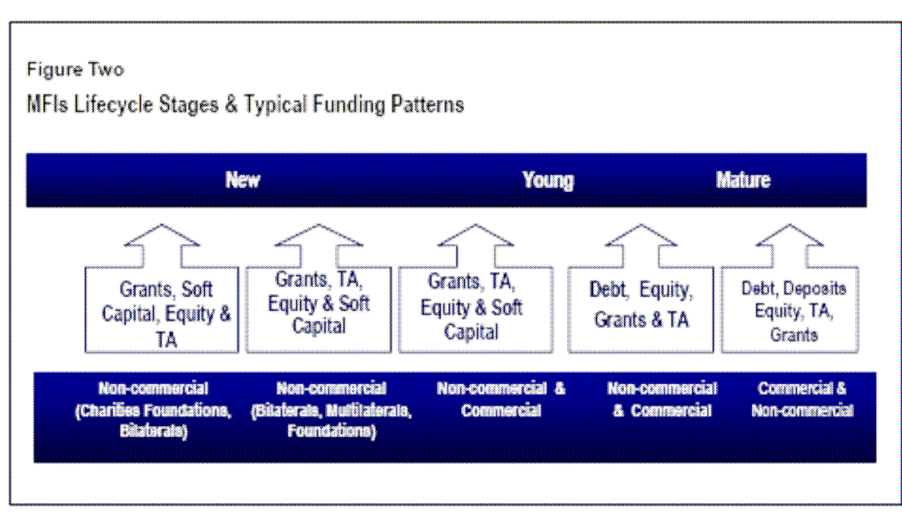 Figure Two
MFIs Lifecycle Stages & Typical Funding Patterns
New Young Mature
Grants, Soft
Capital, Equity &
TA
Grants, TA,
Equity & Soft
Capital
Grants, TA,
Equity & Soft
Capital
Debt, Equity,
Grants & TA
Debt, Deposits
Equity, TA,
Grants
Non-commercial
(Charities Foundations,
Bilaterals)
Non-commercial
(Bilaterals, Multilaterals,
Foundations)
Non-commercial &
Commercial
Non-commercial
& Commercial
Commercial &
Non-commercial